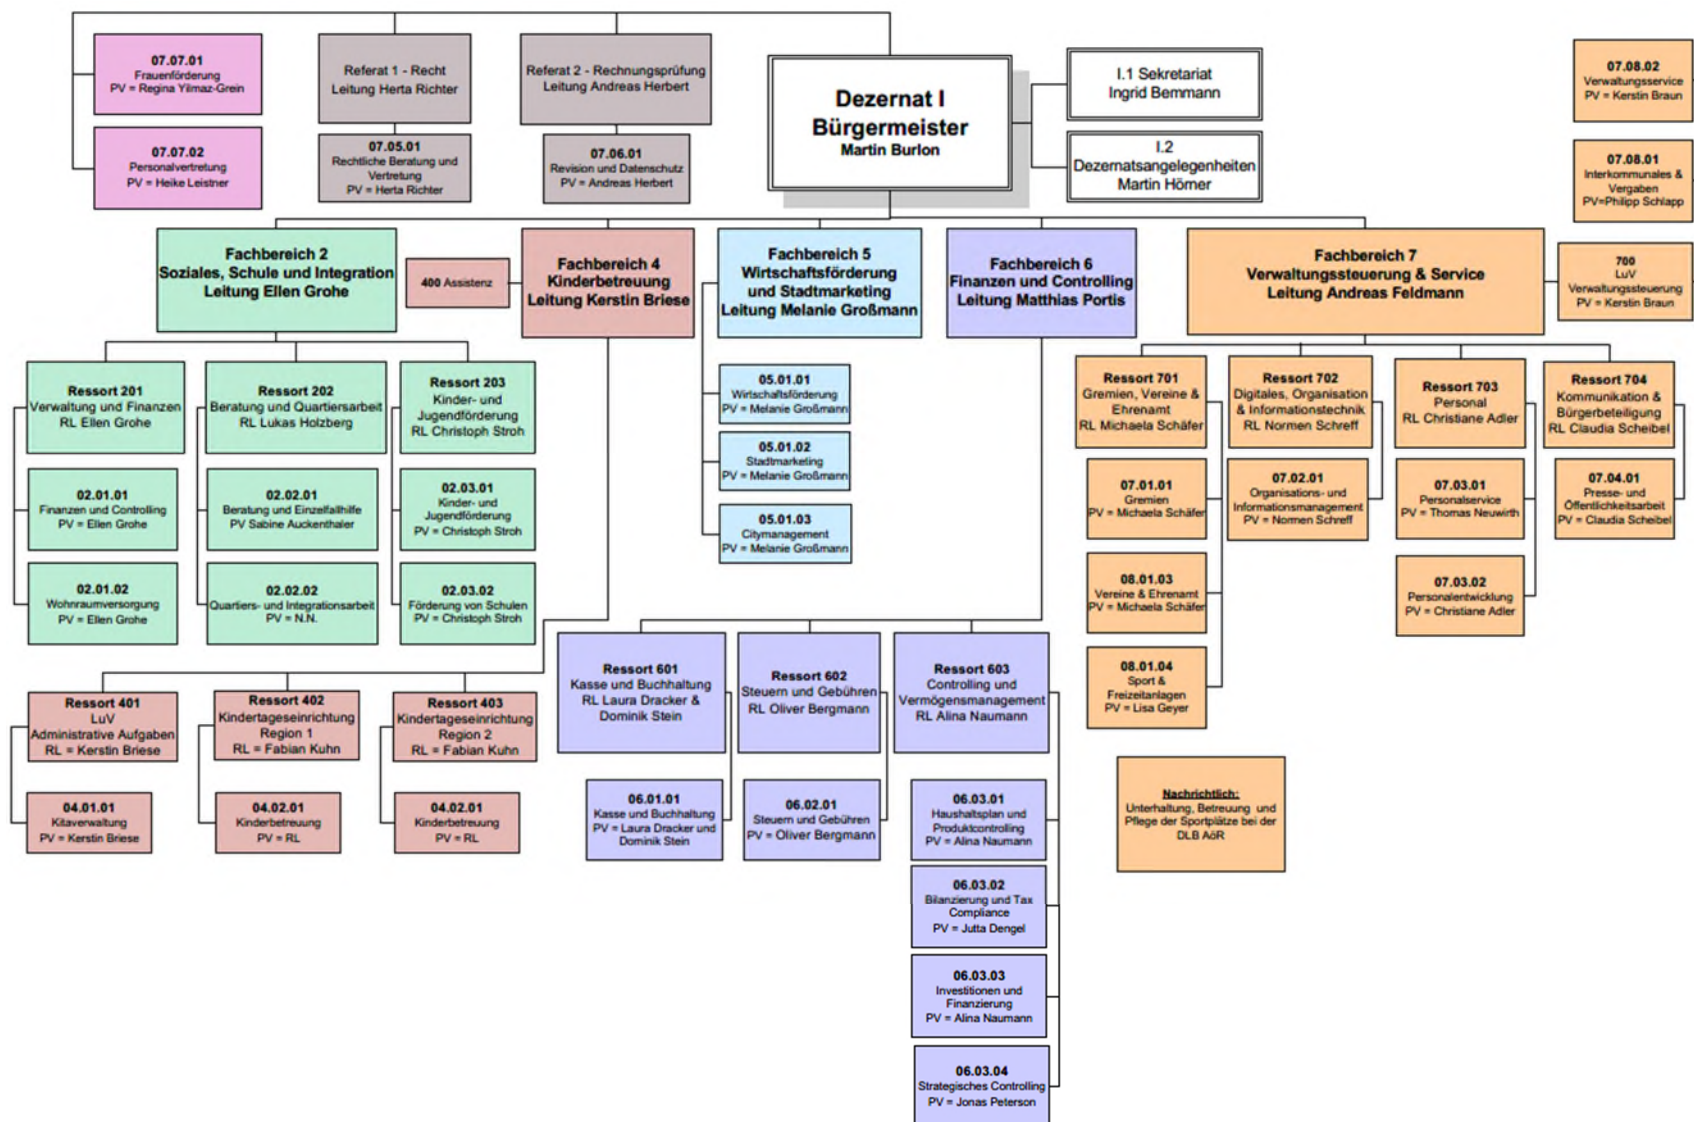 07.07.01
Frauenförderung
PV = Regina Yilmaz-Grein
07.07.02
Personalvertretung
PV = Heike Leistner
Referat 1 - Recht
Leitung Herta Richter
07.05.01
Rechtliche Beratung und
Vertretung
PV = Herta Richter
Referat 2 - Rechnungsprüfung
Leitung Andreas Herbert
07.06.01
Revision und Datenschutz
PV = Andreas Herbert
Dezernat I
Bürgermeister
Martin Burlon
I.1 Sekretariat
Ingrid Bemmann
I.2
Dezernatsangelegenheiten
Martin Hörner
07.08.02
Verwaltungsservice
PV = Kerstin Braun
07.08.01
Interkommunales &
Vergaben
PV=Philipp Schlapp
Fachbereich 2
Soziales, Schule und Integration
Leitung Ellen Grohe
400 Assistenz
Fachbereich 4
Kinderbetreuung
Leitung Kerstin Briese
Fachbereich 5
Wirtschaftsförderung
und Stadtmarketing
Leitung Melanie Großmann
Fachbereich 6
Finanzen und Controlling
Leitung Matthias Portis
Fachbereich 7
Verwaltungssteuerung & Service
Leitung Andreas Feldmann
700
LuV
Verwaltungssteuerung
PV = Kerstin Braun
Ressort 201
Verwaltung und Finanzen
RL Ellen Grohe
02.01.01
Finanzen und Controlling
PV = Ellen Grohe
02.01.02
Wohnraumversorgung
PV = Ellen Grohe
Ressort 202
Beratung und Quartiersarbeit
RL Lukas Holzberg
02.02.01
Beratung und Einzelfallhilfe
PV Sabine Auckenthaler
02.02.02
Quartiers- und Integrationsarbeit
PV = N.N.
Ressort 203
Kinder- und
Jugendförderung
RL Christoph Stroh
02.03.01
Kinder- und
Jugendförderung
PV = Christoph Stroh
02.03.02
Förderung von Schulen
PV = Christoph Stroh
05.01.01
Wirtschaftsförderung
PV = Melanie Großmann
05.01.02
Stadtmarketing
PV = Melanie Großmann
05.01.03
Citymanagement
PV = Melanie Großmann
Ressort 701
Gremien, Vereine &
Ehrenamt
RL Michaela Schäfer
07.01.01
Gremien
PV = Michaela Schäfer
08.01.03
Vereine & Ehrenamt
PV = Michaela Schäfer
08.01.04
Sport &
Freizeitanlagen
PV = Lisa Geyer
Ressort 702
Digitales, Organisation
& Informationstechnik
RL Normen Schreff
07.02.01
Organisations- und
Informationsmanagement
PV = Normen Schreff
Ressort 703
Personal
RL Christiane Adler
07.03.01
Personalservice
PV = Thomas Neuwirth
07.03.02
Personalentwicklung
PV = Christiane Adler
Ressort 704
Kommunikation &
Bürgerbeteiligung
RL Claudia Scheibel
07.04.01
Presse- und
Öffentlichkeitsarbeit
PV = Claudia Scheibel
Ressort 401
LuV
Administrative Aufgaben
RL = Kerstin Briese
04.01.01
Kitaverwaltung
PV = Kerstin Briese
Ressort 402
Kindertageseinrichtung
Region 1
RL = Fabian Kuhn
04.02.01
Kinderbetreuung
PV = RL
Ressort 403
Kindertageseinrichtung
Region 2
RL = Fabian Kuhn
04.02.01
Kinderbetreuung
PV = RL
Ressort 601
Kasse und Buchhaltung
RL Laura Dracker &
Dominik Stein
06.01.01
Kasse und Buchhaltung
PV = Laura Dracker und
Dominik Stein
Ressort 602
Steuern und Gebühren
RL Oliver Bergmann
06.02.01
Steuern und Gebühren
PV = Oliver Bergmann
Ressort 603
Controlling und
Vermögensmanagement
RL Alina Naumann
06.03.01
Haushaltsplan und
Produktcontrolling
PV = Alina Naumann
06.03.02
Bilanzierung und Tax
Compliance
PV = Jutta Dengel
06.03.03
Investitionen und
Finanzierung
PV = Alina Naumann
06.03.04
Strategisches Controlling
PV = Jonas Peterson
Nachrichtlich:
Unterhaltung, Betreuung und
Pflege der Sportplätze bei der
DLB AöR